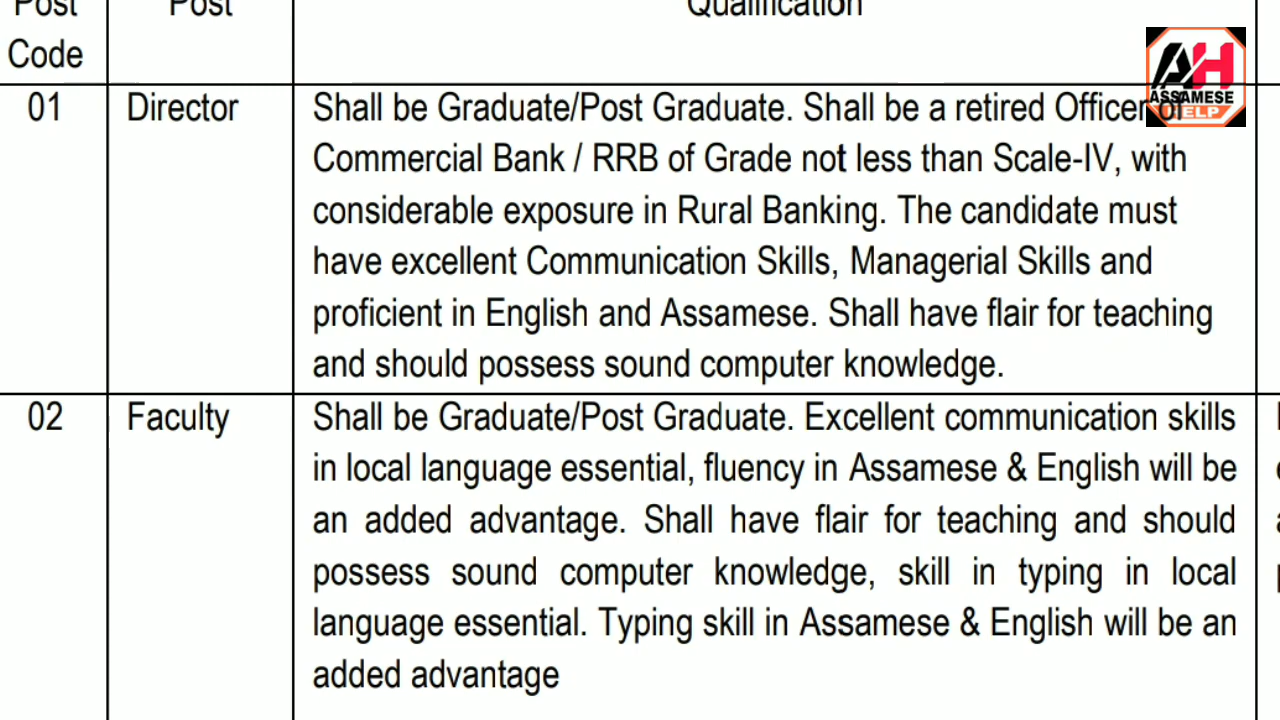 Post
Code
Post
Qualification
AH
ASSAMESE
HELP
01
Director
Shall be Graduate/Post Graduate. Shall be a retired Officer of
Commercial Bank / RRB of Grade not less than Scale-IV, with
considerable exposure in Rural Banking. The candidate must
have excellent Communication Skills, Managerial Skills and
proficient in English and Assamese. Shall have flair for teaching
and should possess sound computer knowledge.
02
Faculty
Shall be Graduate/Post Graduate. Excellent communication skills
in local language essential, fluency in Assamese & English will be
an added advantage. Shall have flair for teaching and should
possess sound computer knowledge, skill in typing in local
language essential. Typing skill in Assamese & English will be an
added advantage